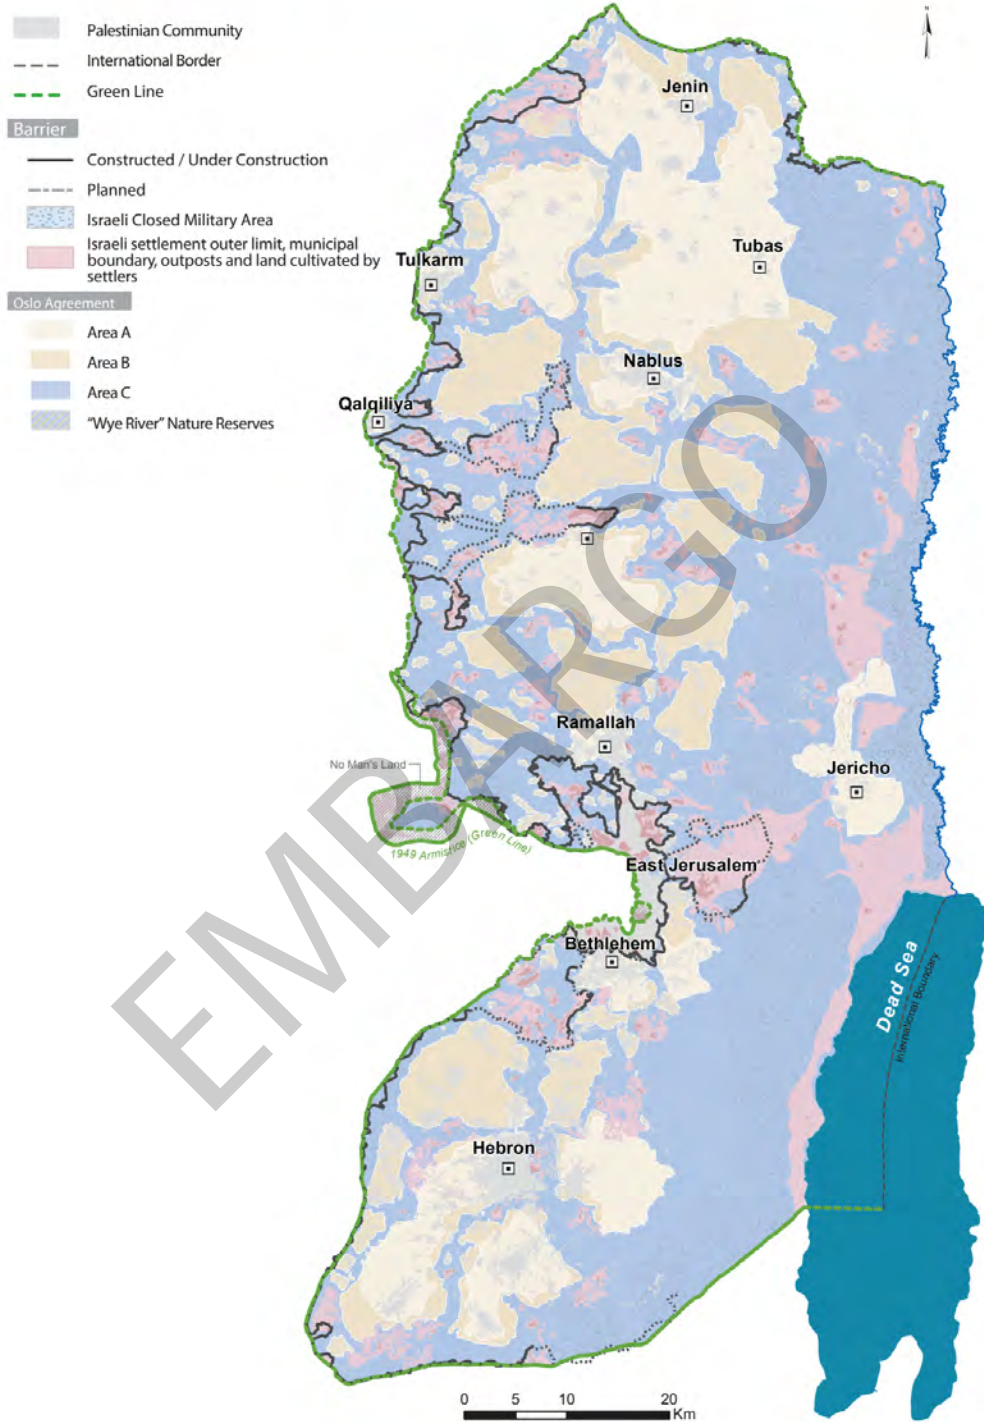 Palestinian Community
International Border
Green Line
Barrier
Constructed / Under Construction
Planned
Israeli Closed Military Area
Israeli settlement outer limit, municipal
boundary, outposts and land cultivated by
settlers
Oslo Agreement
Area A
Area B
Area C
“Wye River” Nature Reserves
N
Jenin
Tubas
Tulkarm
Nablus
Qalqiliya
Ramallah
No Man's Land
Jericho
1949 Armistice (Green Line)
East Jerusalem
Bethlehem
Dead Sea
International Boundary
Hebron
EMBARGO
0 5 10 20
Km